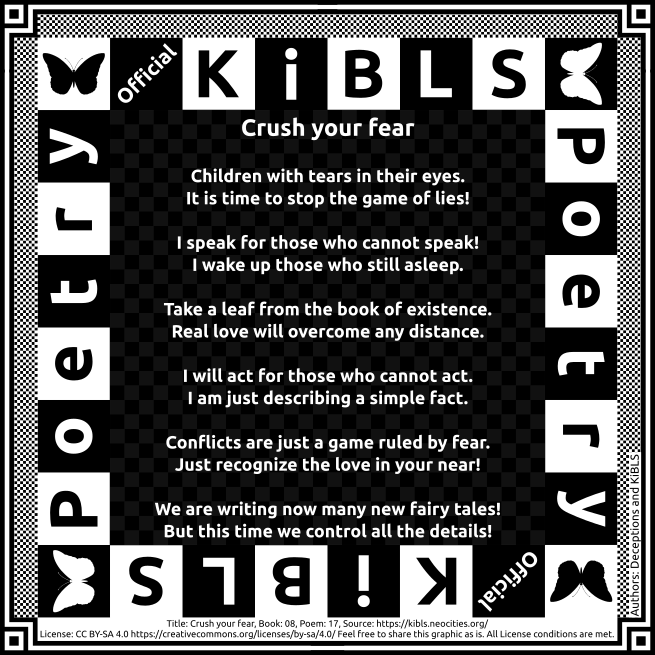 Official KiBLS
Poetry
Poetry
Crush your fear
Children with tears in their eyes.
It is time to stop the game of lies!
I speak for those who cannot speak!
I wake up those who still asleep.
Take a leaf from the book of existence.
Real love will overcome any distance.
I will act for those who cannot act.
I am just describing a simple fact.
Conflicts are just a game ruled by fear.
Just recognize the love in your near!
We are writing now many new fairy tales!
But this time we control all the details!
Official KiBLS
Authors: Deceptions and KiBLS
Title: Crush your fear, Book: 08, Poem: 17, Source: https://kibls.neocities.org/
License: CC BY-SA 4.0 https://creativecommons.org/licenses/by-sa/4.0/ Feel free to share this graphic as is. All License conditions are met.